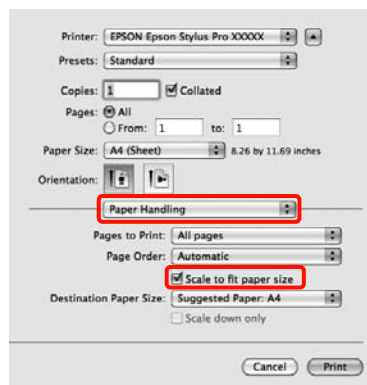 Printer: EPSON Epson Stylus Pro XXXXX
Presets: Standard
Copies: 1 Collated
Pages: All
From: 1 to: 1
Paper Size: A4 (Sheet) 8.26 by 11.69 inches
Orientation:
Paper Handling
Pages to Print: All pages
Page Order: Automatic
Scale to fit paper size
Destination Paper Size: Suggested Paper: A4
Scale down only
Cancel Print